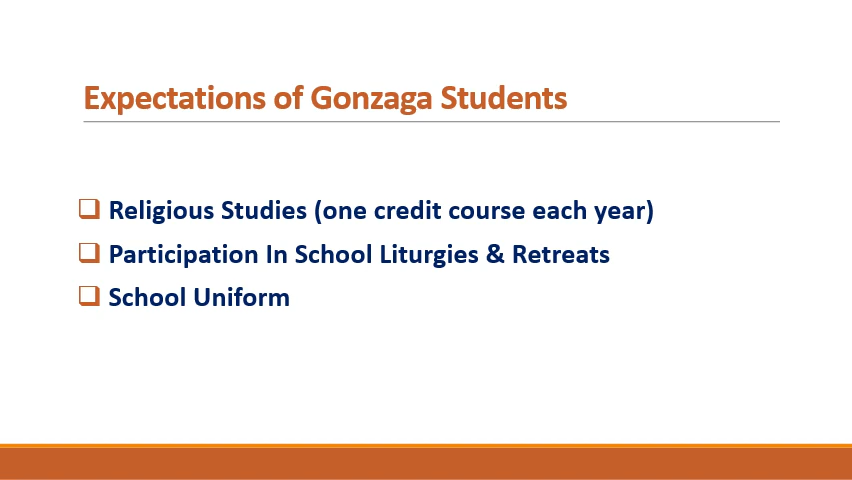 Expectations of Gonzaga Students
❑ Religious Studies (one credit course each year)
❑ Participation In School Liturgies & Retreats
❑ School Uniform